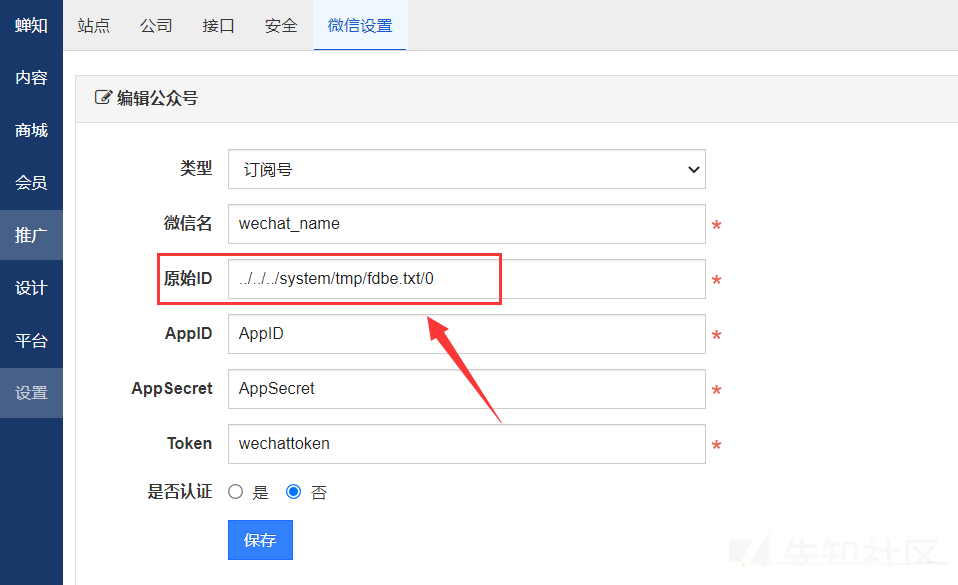 蝉知 站点 公司 接口 安全 微信设置
内容
商城
会员
推广
设计
平台
设置
编辑公众号
类型 订阅号
微信名 wechat_name *
原始ID ../../../system/tmp/fdbe.txt/0 *
AppID AppID *
AppSecret AppSecret *
Token wechattoken *
是否认证 是 否
保存
先知社区